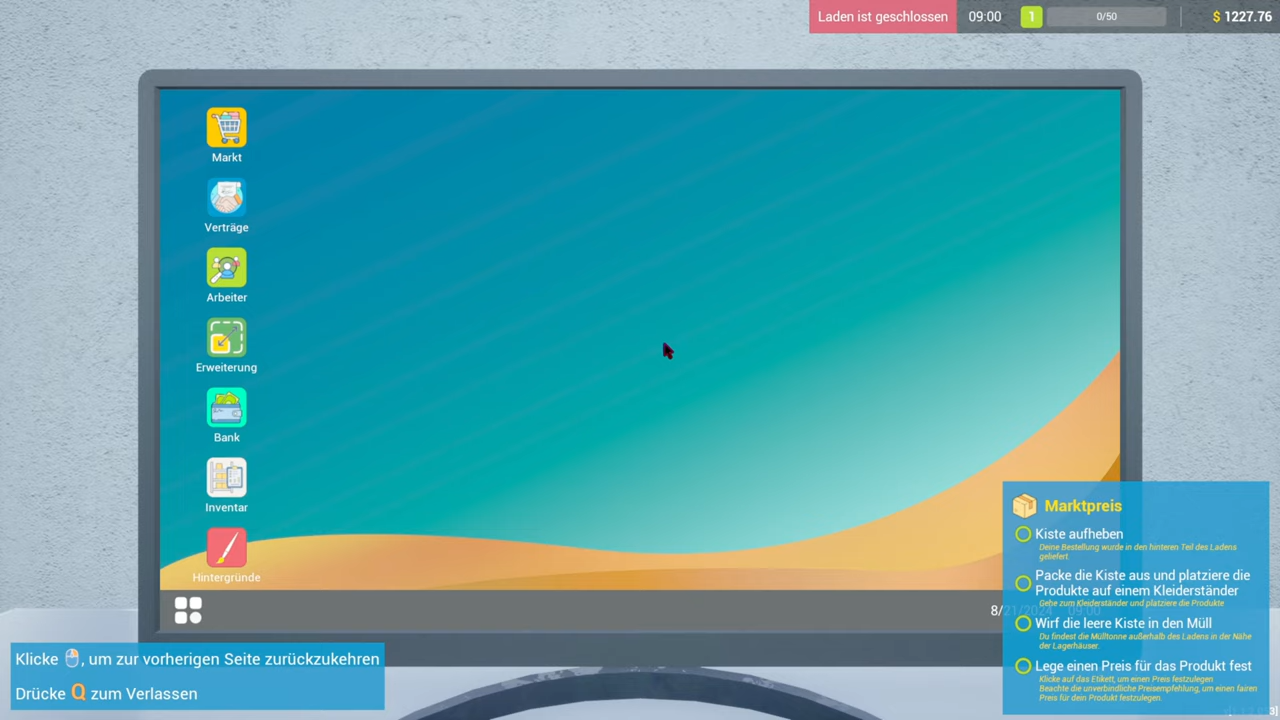 Laden ist geschlossen 09:00 1 0/50 $ 1227.76
Markt
Verträge
Arbeiter
Erweiterung
Bank
Inventar
Hintergründe
Marktpreis
Kiste aufheben
Deine Bestellung wurde in den hinteren Teil des Ladens
geliefert.
Packe die Kiste aus und platziere die
Produkte auf einem Kleiderständer
Gehe zum Kleiderständer und platziere die Produkte
8/21/2024 09:00
Wirf die leere Kiste in den Müll
Du findest die Mülltonne außerhalb des Ladens in der Nähe
der Lagerhäuser.
Lege einen Preis für das Produkt fest
Klicke auf das Etikett, um einen Preis festzulegen
Beachte die unverbindliche Preisempfehlung, um einen fairen
Preis für dein Produkt festzulegen.
Klicke , um zur vorherigen Seite zurückzukehren
Drücke Q zum Verlassen